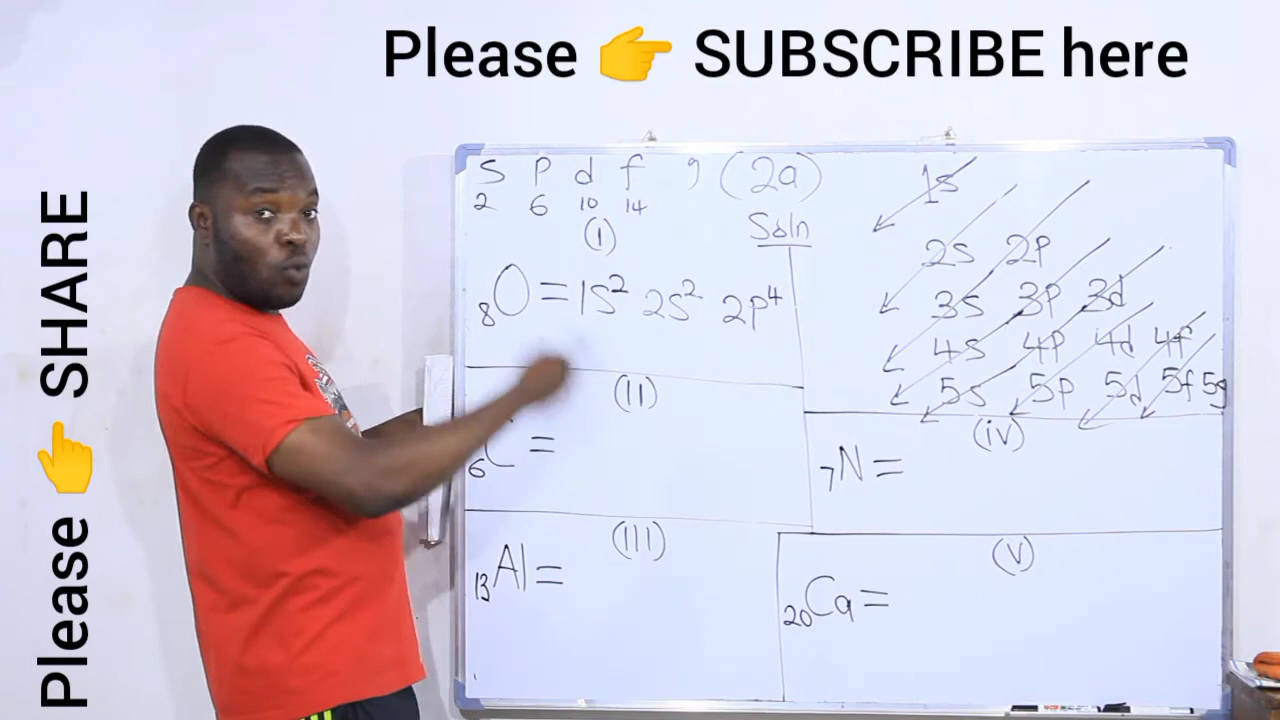 Please 👉 SUBSCRIBE here
Please 👉 SHARE
S P d f g (2a)
2 6 10 14
(I) Soln
₈O = 1S² 2S² 2P⁴
(II)
₆C =
(III)
₁₃Al =
1s
2s 2p
3s 3p 3d
4s 4p 4d 4f
5s 5p 5d 5f 5g
(iv)
₇N =
(v)
₂₀Ca =